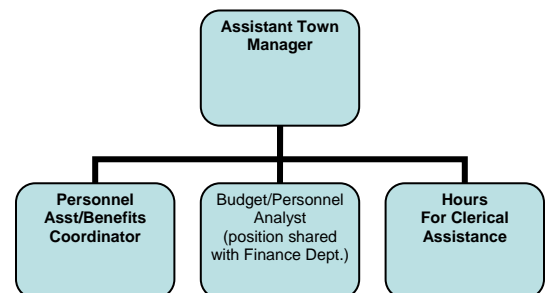 Assistant Town
Manager
Personnel
Asst/Benefits
Coordinator
Budget/Personnel
Analyst
(position shared
with Finance Dept.)
Hours
For Clerical
Assistance